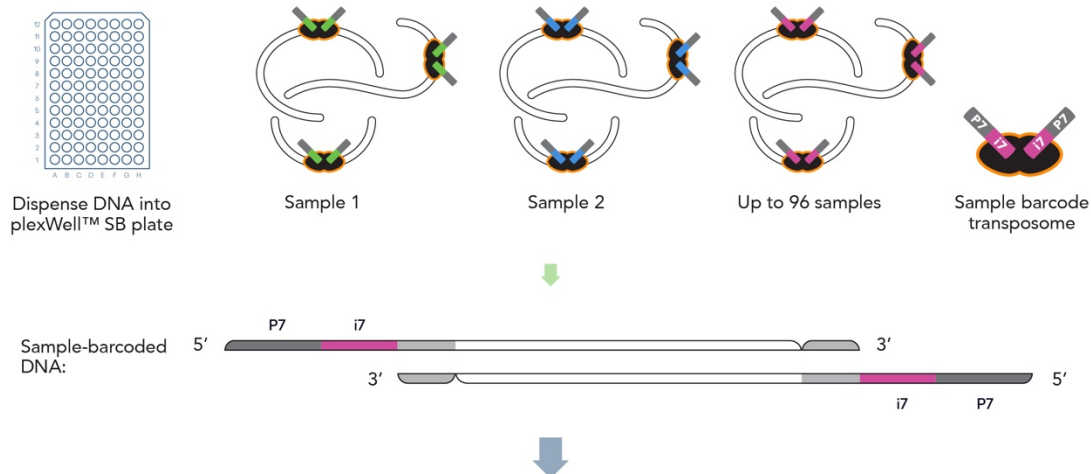 12
11
10
9
8
7
6
5
4
3
2
1
A B C D E F G H
Dispense DNA into
plexWell™ SB plate
Sample 1
Sample 2
Up to 96 samples
P7 i7 i7 P7
Sample barcode
transposome
P7 i7
Sample-barcoded
DNA:
5′ 3′
3′ 5′
i7 P7